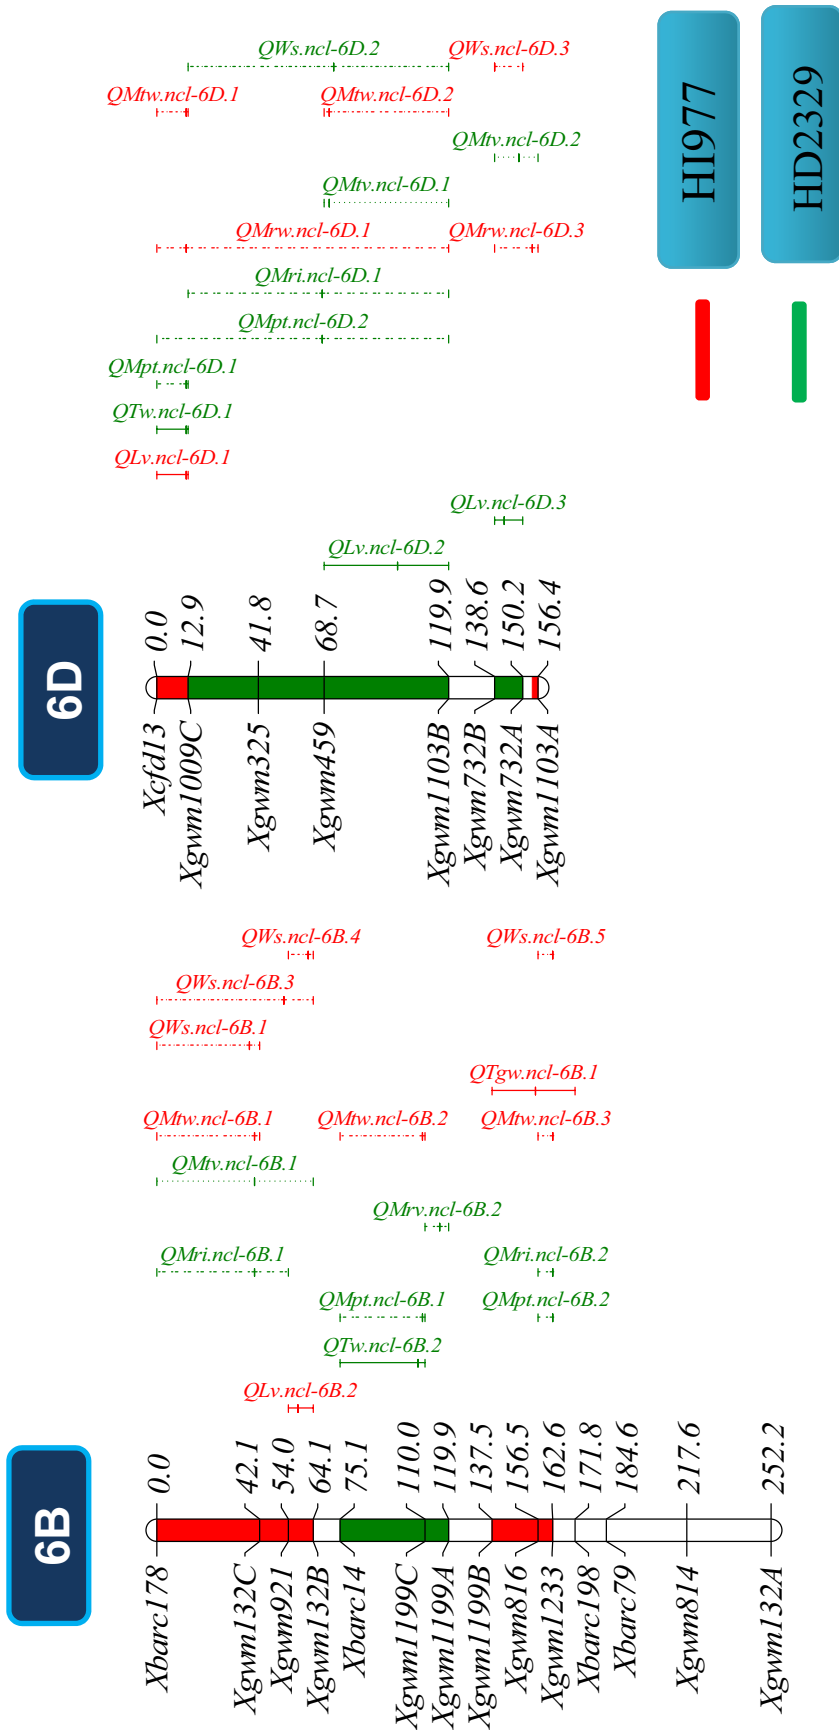 6B
Xbarc178 0.0
Xgwm132C 42.1
Xgwm921 54.0
Xgwm132B 64.1
Xbarc14 75.1
Xgwm1199C 110.0
Xgwm1199A 119.9
Xgwm1199B 137.5
Xgwm816 156.5
Xgwm1233 162.6
Xbarc198 171.8
Xbarc79 184.6
Xgwm814 217.6
Xgwm132A 252.2
QLv.ncl-6B.2
QTw.ncl-6B.2
QMpt.ncl-6B.1
QMpt.ncl-6B.2
QMri.ncl-6B.1
QMri.ncl-6B.2
QMrv.ncl-6B.2
QMtv.ncl-6B.1
QMtw.ncl-6B.1
QMtw.ncl-6B.2
QMtw.ncl-6B.3
QTgw.ncl-6B.1
QWs.ncl-6B.1
QWs.ncl-6B.3
QWs.ncl-6B.4
QWs.ncl-6B.5
6D
Xcfd13 0.0
Xgwm1009C 12.9
Xgwm325 41.8
Xgwm459 68.7
Xgwm1103B 119.9
Xgwm732B 138.6
Xgwm732A 150.2
Xgwm1103A 156.4
QLv.ncl-6D.2
QLv.ncl-6D.3
QLv.ncl-6D.1
QTw.ncl-6D.1
QMpt.ncl-6D.1
QMpt.ncl-6D.2
QMri.ncl-6D.1
QMrw.ncl-6D.1
QMrw.ncl-6D.3
QMtv.ncl-6D.1
QMtv.ncl-6D.2
QMtw.ncl-6D.1
QMtw.ncl-6D.2
QWs.ncl-6D.2
QWs.ncl-6D.3
HI977
HD2329